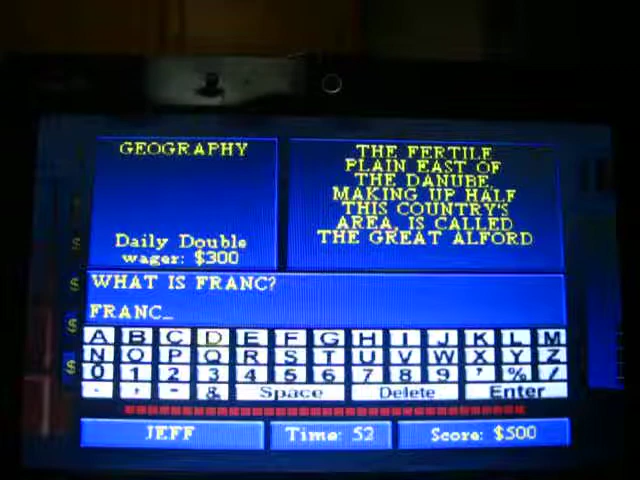 GEOGRAPHY
Daily Double
wager: $300
THE FERTILE
PLAIN EAST OF
THE DANUBE,
MAKING UP HALF
THIS COUNTRY'S
AREA, IS CALLED
THE GREAT ALFORD
WHAT IS FRANC?
FRANC_
A B C D E F G H I J K L M
N O P Q R S T U V W X Y Z
0 1 2 3 4 5 6 7 8 9 ' % /
. , - & Space Delete Enter
JEFF Time: 52 Score: $500